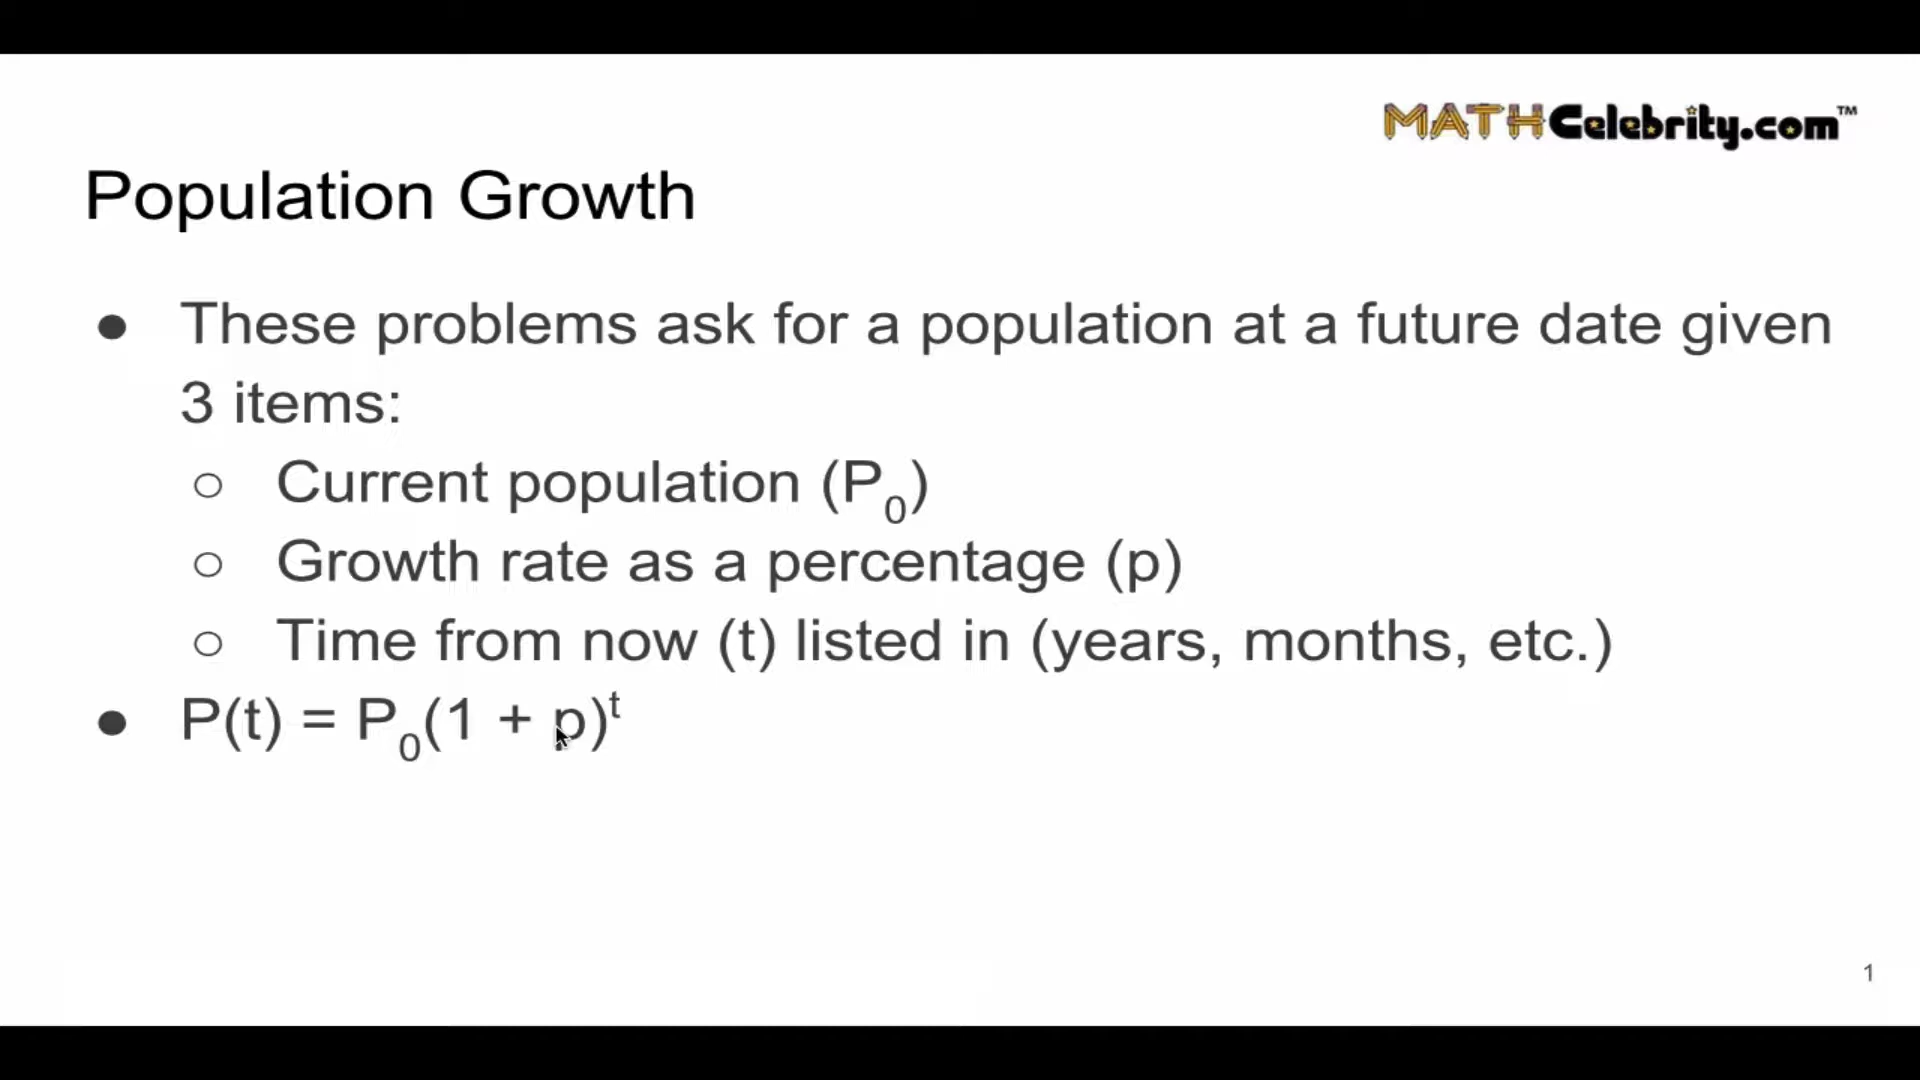 MATHCelebrity.com™
Population Growth
● These problems ask for a population at a future date given
3 items:
○ Current population (P₀)
○ Growth rate as a percentage (p)
○ Time from now (t) listed in (years, months, etc.)
● P(t) = P₀(1 + p)ᵗ
1